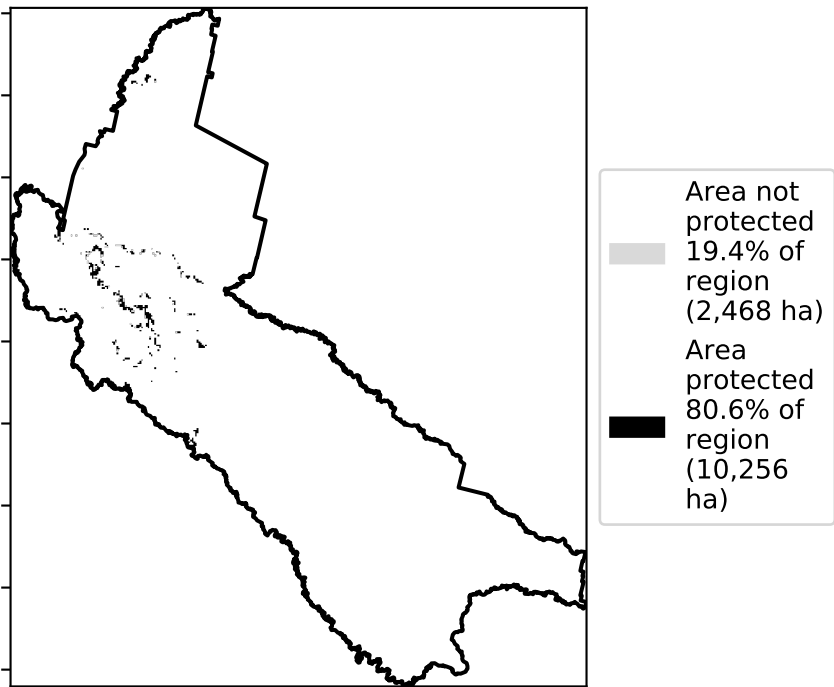 Area not
protected
19.4% of
region
(2,468 ha)
Area
protected
80.6% of
region
(10,256
ha)